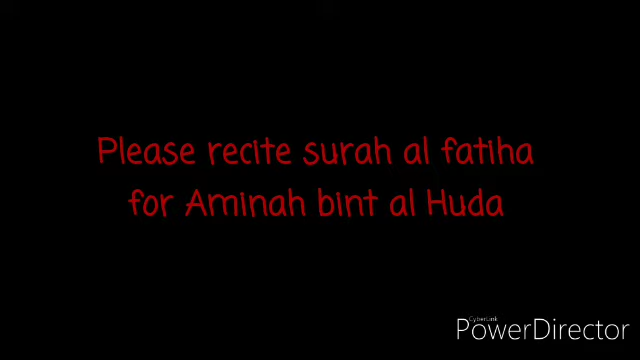 Please recite surah al fatiha
for Aminah bint al Huda
CyberLink
PowerDirector